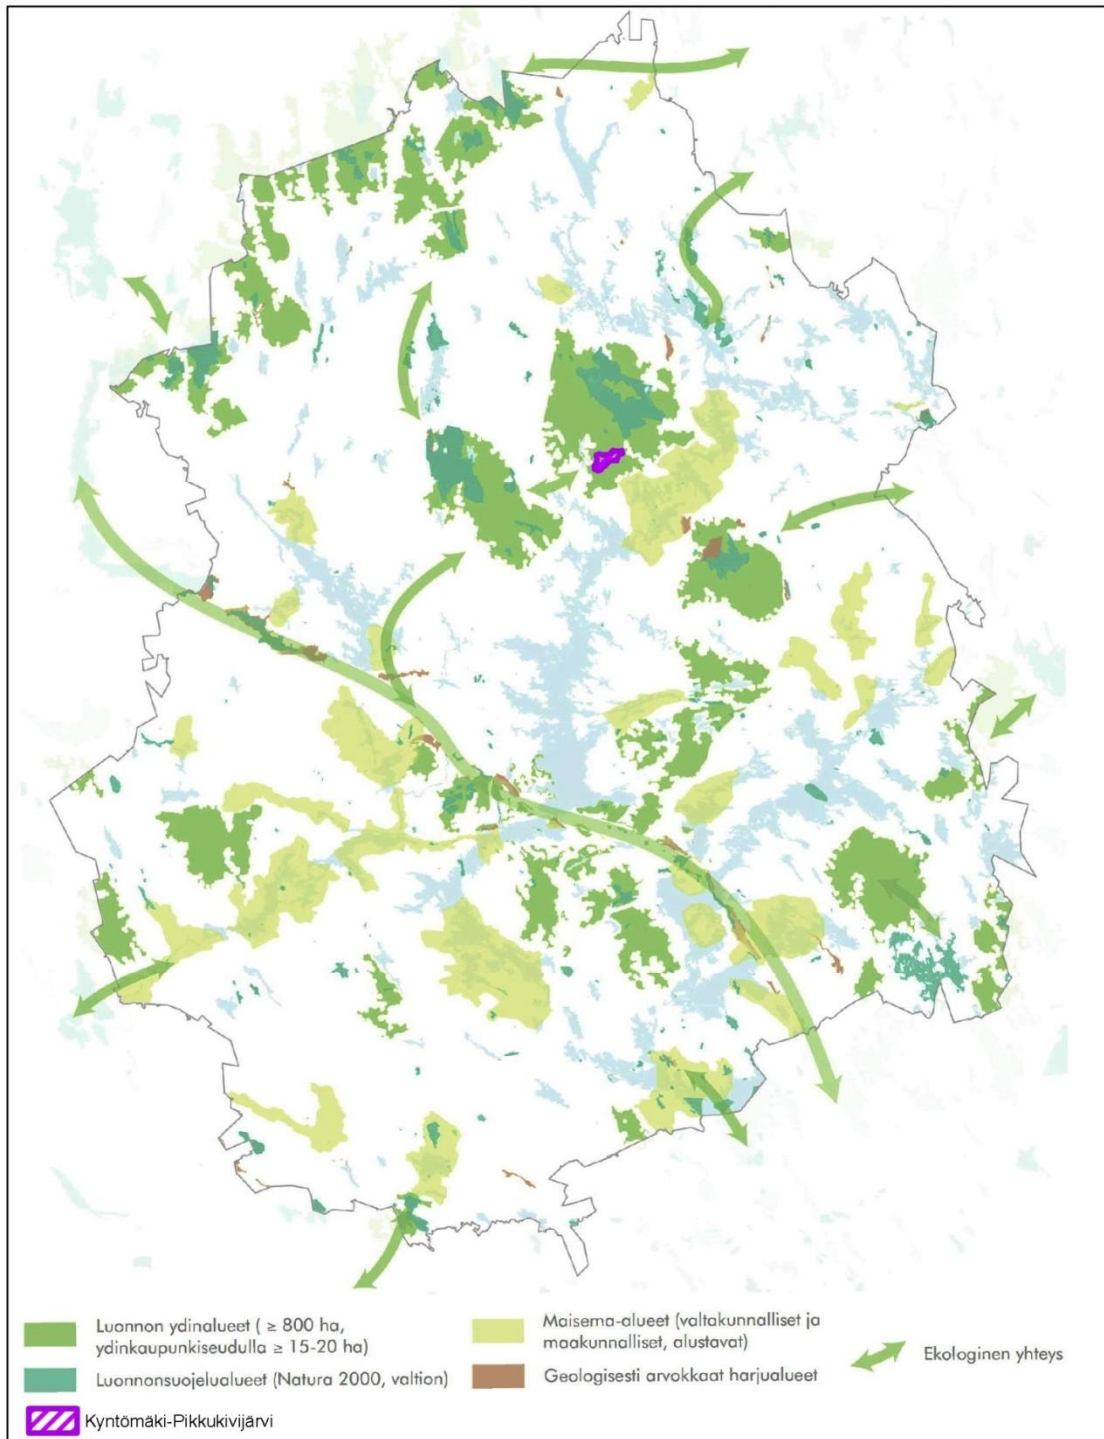 Luonnon ydinalueet ( ≥ 800 ha,
ydinkaupunkiseudulla ≥ 15-20 ha)
Luonnonsuojelualueet (Natura 2000, valtion)
Kyntömäki-Pikkukivijärvi
Maisema-alueet (valtakunnalliset ja
maakunnalliset, alustavat)
Geologisesti arvokkaat harjualueet
Ekologinen yhteys